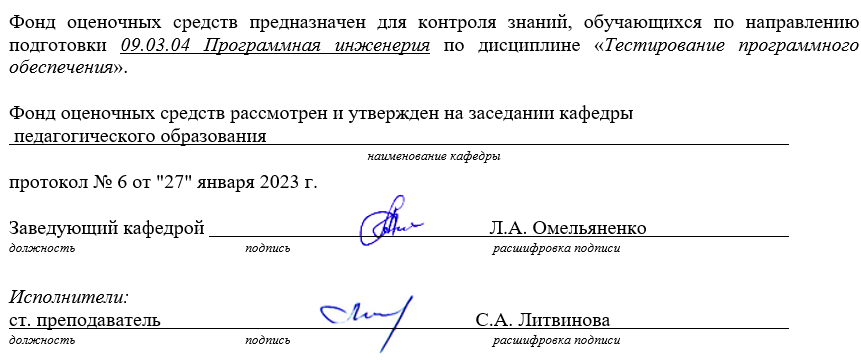 Фонд оценочных средств предназначен для контроля знаний, обучающихся по направлению
подготовки 09.03.04 Программная инженерия по дисциплине «Тестирование программного
обеспечения».
Фонд оценочных средств рассмотрен и утвержден на заседании кафедры
педагогического образования
наименование кафедры
протокол № 6 от "27" января 2023 г.
Заведующий кафедрой Л.А. Омельяненко
должность подпись расшифровка подписи
Исполнители:
ст. преподаватель С.А. Литвинова
должность подпись расшифровка подписи